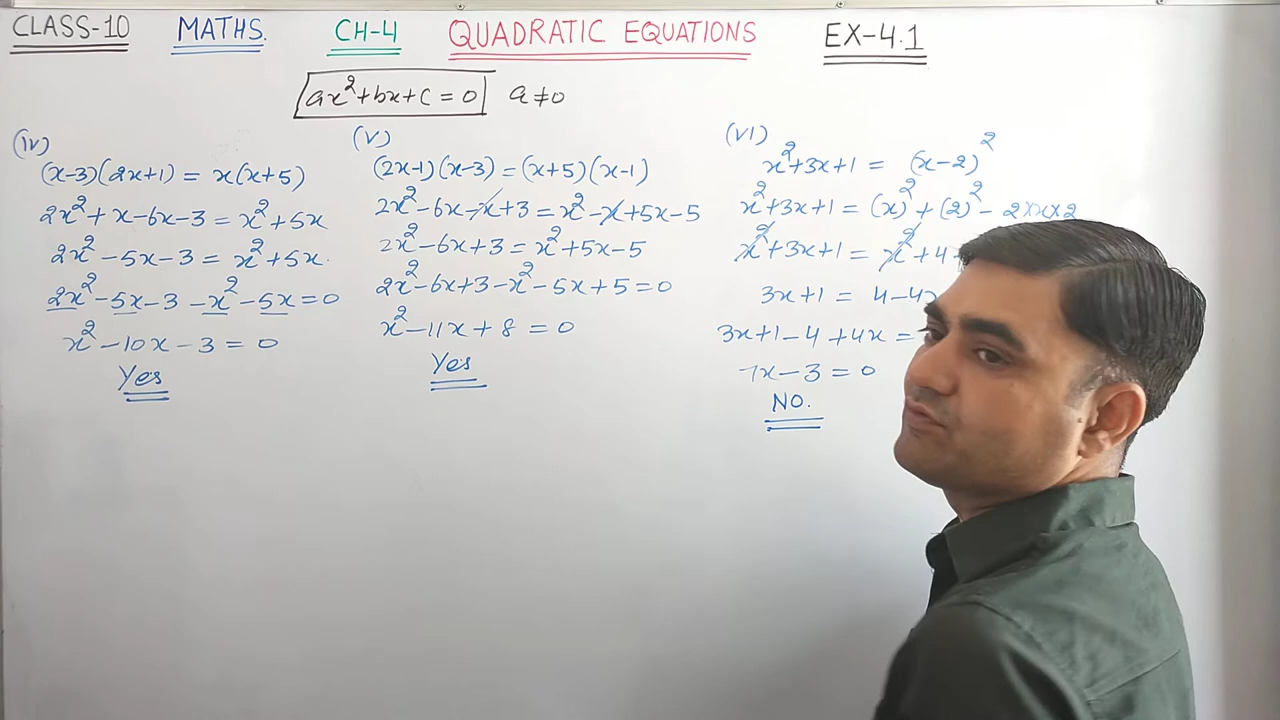 CLASS-10 MATHS. CH-4 QUADRATIC EQUATIONS EX-4.1
ax²+bx+c=0 a≠0
(iv)
(x-3)(2x+1) = x(x+5)
2x²+x-6x-3 = x²+5x
2x²-5x-3 = x²+5x.
2x²-5x-3-x²-5x=0
x²-10x-3=0
Yes
(v)
(2x-1)(x-3)=(x+5)(x-1)
2x²-6x-x+3=x²-x+5x-5
2x²-6x+3=x²+5x-5
2x²-6x+3-x²-5x+5=0
x²-11x+8=0
Yes
(vi)
x²+3x+1 = (x-2)²
x²+3x+1 = (x)²+(2)²-2×x×2
x²+3x+1 = x²+4
3x+1 = 4-4x
3x+1-4+4x =
7x-3=0
NO.